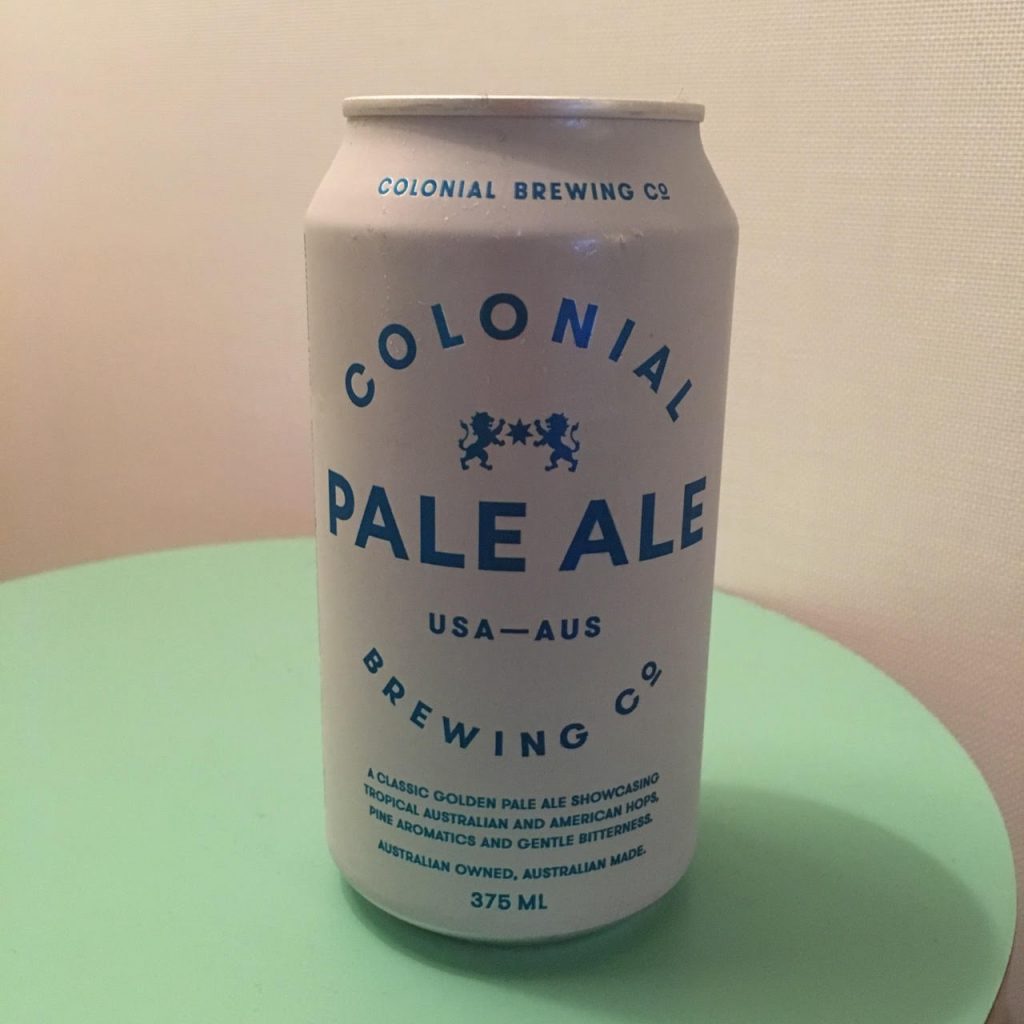 COLONIAL BREWING Cº
COLONIAL
PALE ALE
USA—AUS
BREWING Cº
A CLASSIC GOLDEN PALE ALE SHOWCASING
TROPICAL AUSTRALIAN AND AMERICAN HOPS,
PINE AROMATICS AND GENTLE BITTERNESS.
AUSTRALIAN OWNED, AUSTRALIAN MADE.
375 ML